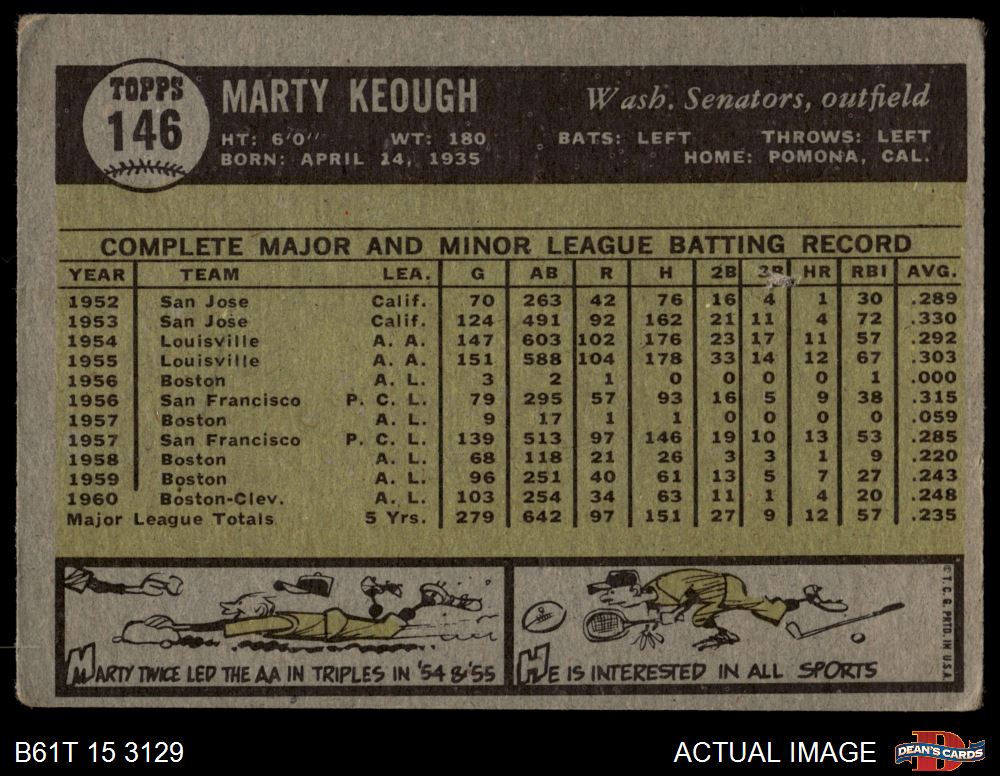 TOPPS
146
MARTY KEOUGH
Wash. Senators, outfield
HT: 6'0'' WT: 180 BATS: LEFT THROWS: LEFT
BORN: APRIL 14, 1935 HOME: POMONA, CAL.
COMPLETE MAJOR AND MINOR LEAGUE BATTING RECORD
YEAR TEAM LEA. G AB R H 2B 3B HR RBI AVG.
1952 San Jose Calif. 70 263 42 76 16 4 1 30 .289
1953 San Jose Calif. 124 491 92 162 21 11 4 72 .330
1954 Louisville A. A. 147 603 102 176 23 17 11 57 .292
1955 Louisville A. A. 151 588 104 178 33 14 12 67 .303
1956 Boston A. L. 3 2 1 0 0 0 0 1 .000
1956 San Francisco P. C. L. 79 295 57 93 16 5 9 38 .315
1957 Boston A. L. 9 17 1 1 0 0 0 0 .059
1957 San Francisco P. C. L. 139 513 97 146 19 10 13 53 .285
1958 Boston A. L. 68 118 21 26 3 3 1 9 .220
1959 Boston A. L. 96 251 40 61 13 5 7 27 .243
1960 Boston-Clev. A. L. 103 254 34 63 11 1 4 20 .248
Major League Totals 5 Yrs. 279 642 97 151 27 9 12 57 .235
MARTY TWICE LED THE AA IN TRIPLES IN '54 & '55
HE IS INTERESTED IN ALL SPORTS
© T. C. G. PRTD. IN U.S.A.
B61T 15 3129
ACTUAL IMAGE
DEAN'S CARDS